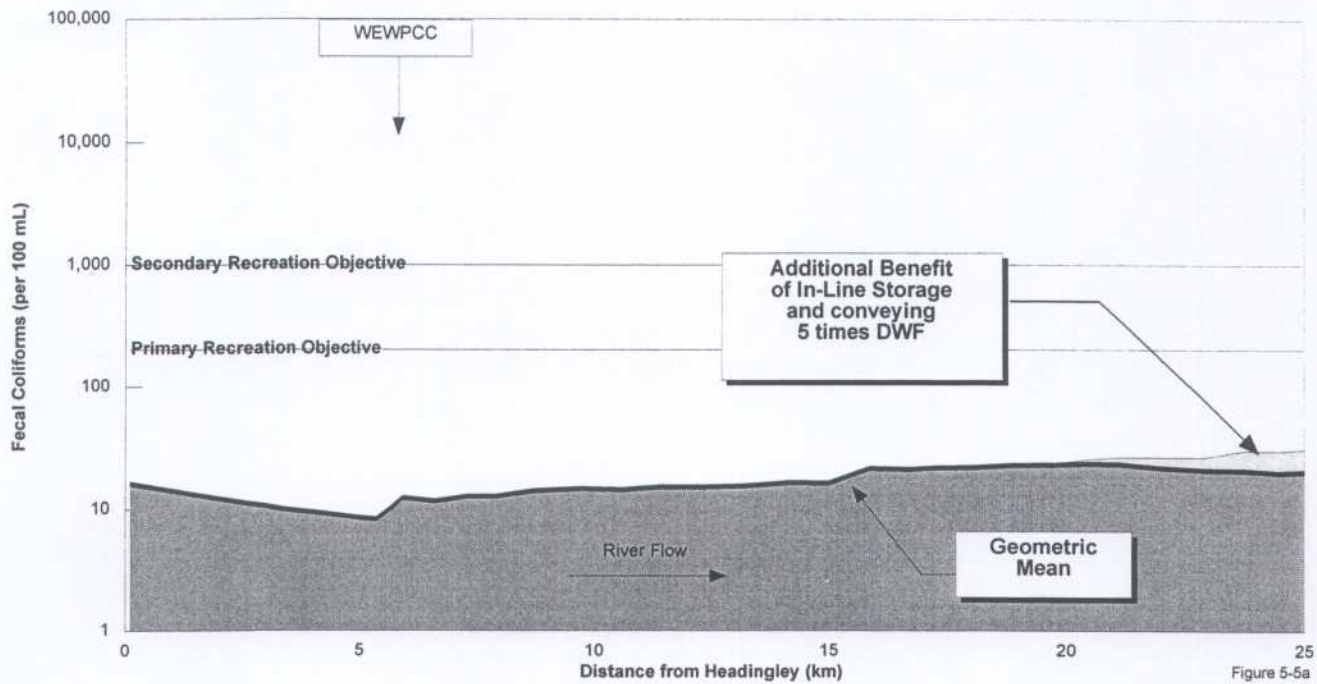 100,000
WEWPCC
10,000
Fecal Coliforms (per 100 mL)
Secondary Recreation Objective
1,000
Additional Benefit
of In-Line Storage
and conveying
5 times DWF
Primary Recreation Objective
100
10
River Flow
Geometric
Mean
1
0
5
10
15
20
25
Distance from Headingley (km)
Figure 5-5a